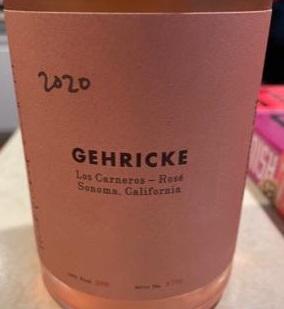 2020
GEHRICKE
Los Carneros – Rosé
Sonoma, California